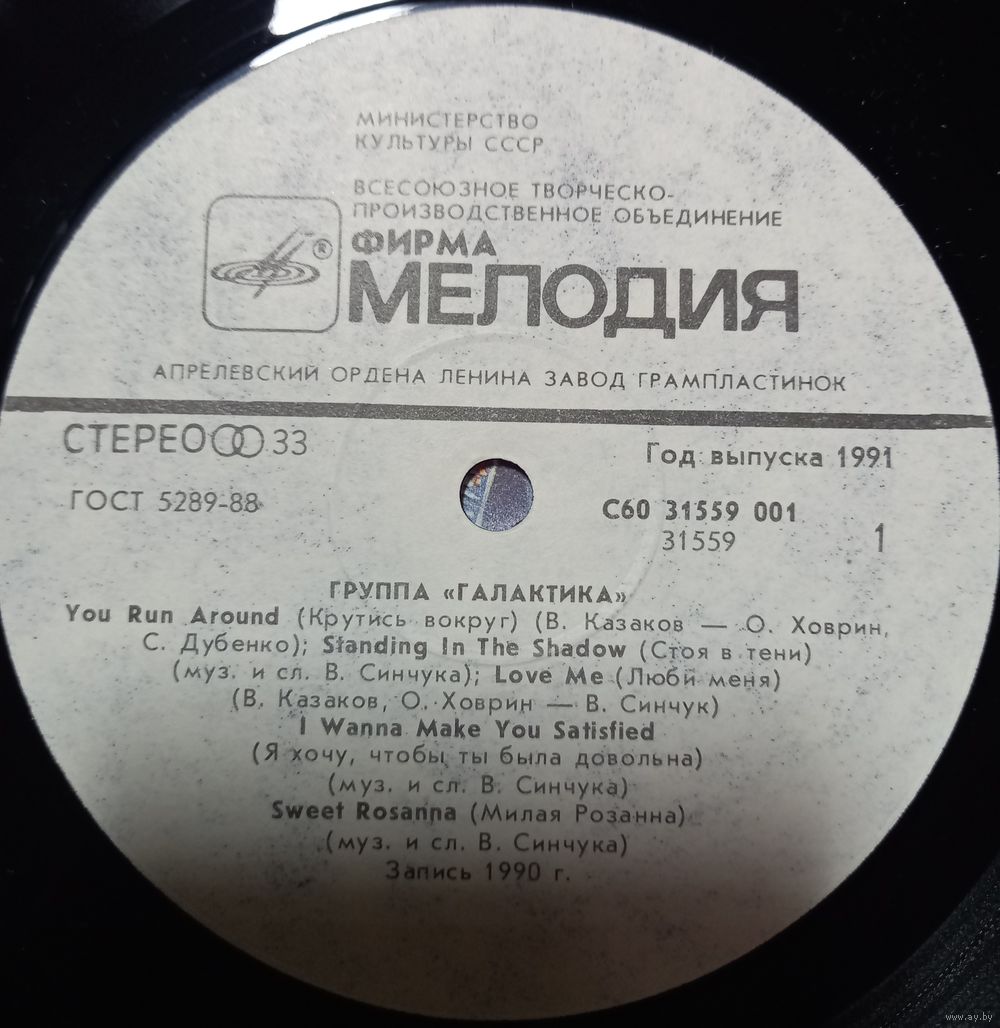 МИНИСТЕРСТВО
КУЛЬТУРЫ СССР
ВСЕСОЮЗНОЕ ТВОРЧЕСКО-
ПРОИЗВОДСТВЕННОЕ ОБЪЕДИНЕНИЕ
®
ФИРМА
МЕЛОДИЯ
АПРЕЛЕВСКИЙ ОРДЕНА ЛЕНИНА ЗАВОД ГРАМПЛАСТИНОК
СТЕРЕО 33
Год выпуска 1991
ГОСТ 5289-88
С60 31559 001
31559
1
ГРУППА «ГАЛАКТИКА»
You Run Around (Крутись вокруг) (В. Казаков — О. Ховрин,
С. Дубенко); Standing In The Shadow (Стоя в тени)
(муз. и сл. В. Синчука); Love Me (Люби меня)
(В. Казаков, О. Ховрин — В. Синчук)
I Wanna Make You Satisfied
(Я хочу, чтобы ты была довольна)
(муз. и сл. В. Синчука)
Sweet Rosanna (Милая Розанна)
(муз. и сл. В. Синчука)
Запись 1990 г.
www.ay.by